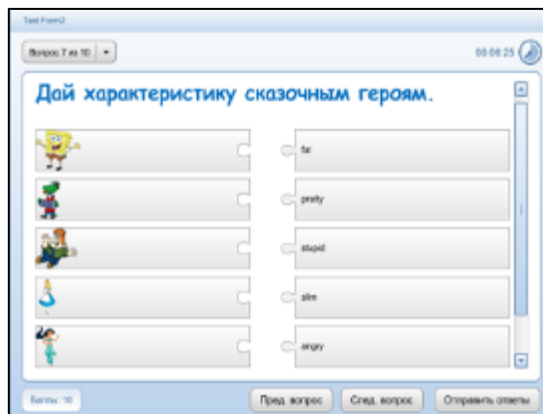 Test Form2
Вопрос 7 из 10
00:08:25
Дай характеристику сказочным героям.
fat
pretty
stupid
slim
angry
Баллы: 10
Пред. вопрос
След. вопрос
Отправить ответы